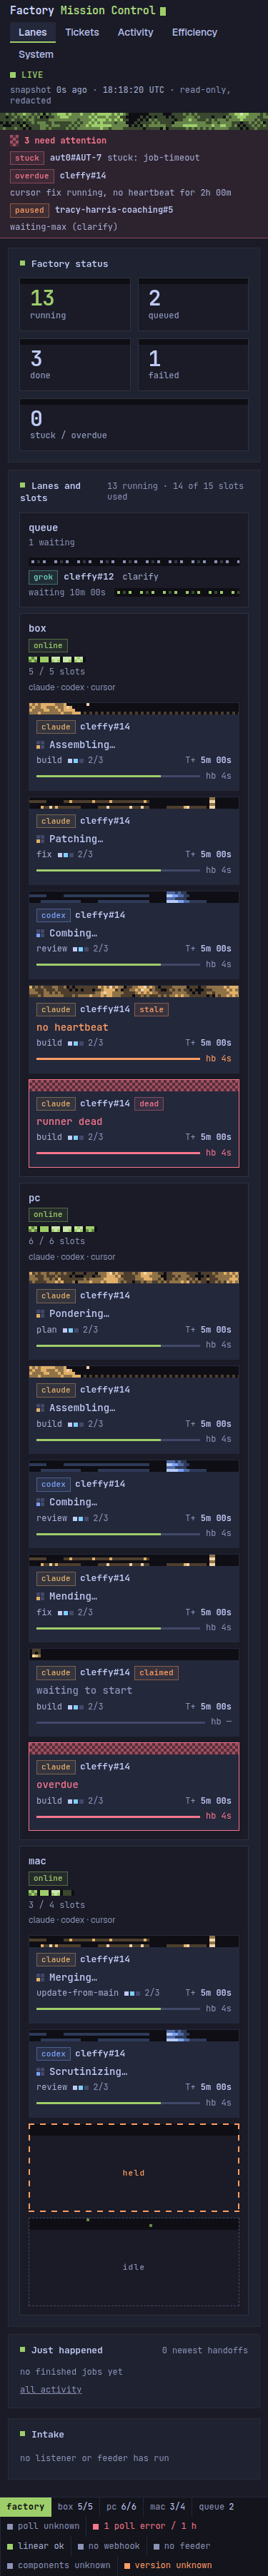 Factory Mission Control
Lanes Tickets Activity Efficiency
System
LIVE
snapshot 0s ago · 18:18:20 UTC · read-only,
redacted
3 need attention
stuck aut0#AUT-7 stuck: job-timeout
overdue cleffy#14
cursor fix running, no heartbeat for 2h 00m
paused tracy-harris-coaching#5
waiting-max (clarify)
Factory status
13 2
running queued
3 1
done failed
0
stuck / overdue
Lanes and slots
13 running · 14 of 15 slots used
queue
1 waiting
grok cleffy#12 clarify
waiting 10m 00s
box
online
5 / 5 slots
claude · codex · cursor
claude cleffy#14
Assembling…
build 2/3 T+ 5m 00s
hb 4s
claude cleffy#14
Patching…
fix 2/3 T+ 5m 00s
hb 4s
codex cleffy#14
Combing…
review 2/3 T+ 5m 00s
hb 4s
claude cleffy#14 stale
no heartbeat
build 2/3 T+ 5m 00s
hb 4s
claude cleffy#14 dead
runner dead
build 2/3 T+ 5m 00s
hb 4s
pc
online
6 / 6 slots
claude · codex · cursor
claude cleffy#14
Pondering…
plan 2/3 T+ 5m 00s
hb 4s
claude cleffy#14
Assembling…
build 2/3 T+ 5m 00s
hb 4s
codex cleffy#14
Combing…
review 2/3 T+ 5m 00s
hb 4s
claude cleffy#14
Mending…
fix 2/3 T+ 5m 00s
hb 4s
claude cleffy#14 claimed
waiting to start
build 2/3 T+ 5m 00s
hb —
claude cleffy#14
overdue
build 2/3 T+ 5m 00s
hb 4s
mac
online
3 / 4 slots
claude · codex · cursor
claude cleffy#14
Merging…
update-from-main 2/3 T+ 5m 00s
hb 4s
codex cleffy#14
Scrutinizing…
review 2/3 T+ 5m 00s
hb 4s
held
idle
Just happened 0 newest handoffs
no finished jobs yet
all activity
Intake
no listener or feeder has run
factory box 5/5 pc 6/6 mac 3/4 queue 2
poll unknown 1 poll error / 1 h
linear ok no webhook no feeder
components unknown version unknown